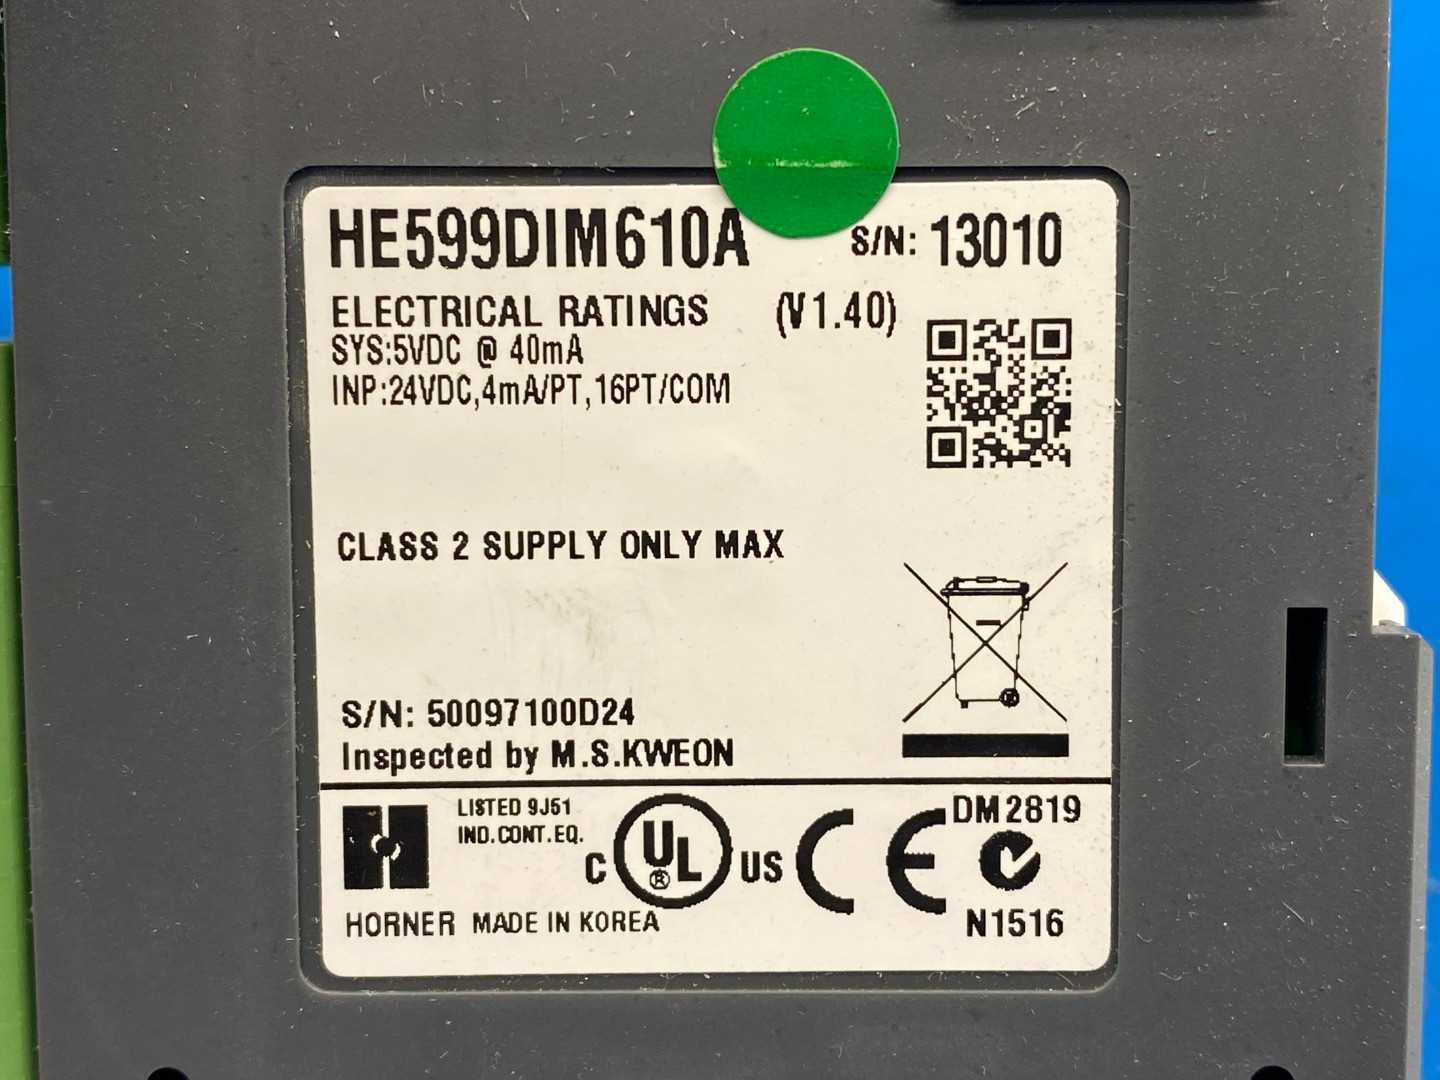 HE599DIM610A S/N: 13010
ELECTRICAL RATINGS (V1.40)
SYS:5VDC @ 40mA
INP:24VDC,4mA/PT,16PT/COM
CLASS 2 SUPPLY ONLY MAX
S/N: 50097100D24
Inspected by M.S.KWEON
LISTED 9J51
IND.CONT.EQ.
C UL® US CE
DM2819
N1516
HORNER MADE IN KOREA